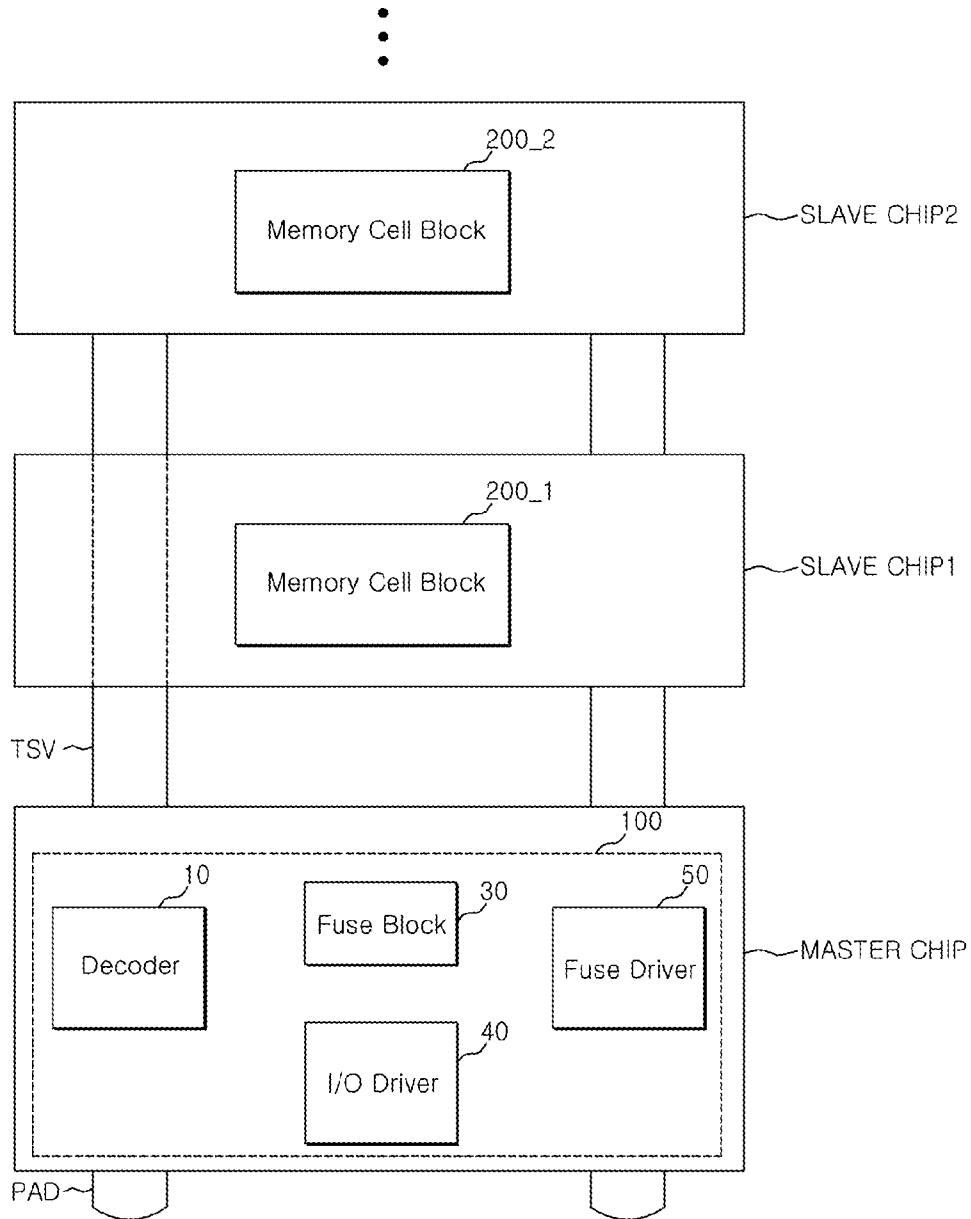 200_2
Memory Cell Block
SLAVE CHIP2
200_1
Memory Cell Block
SLAVE CHIP1
TSV
100
10
30
50
Fuse Block
Decoder
Fuse Driver
MASTER CHIP
40
I/O Driver
PAD